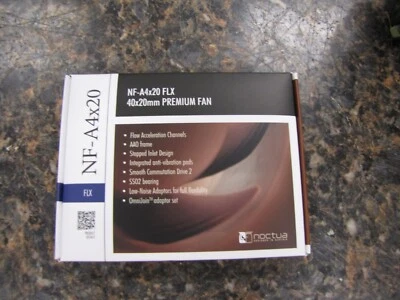 NF-A4x20 FLX
40x20mm PREMIUM FAN
• Flow Acceleration Channels
• AAO frame
• Stepped Inlet Design
• Integrated anti-vibration pads
• Smooth Commutation Drive 2
• SSO2 bearing
• Low-Noise Adaptors for full flexibility
• OmniJoin™ adaptor set
noctua
NF-A4x20
FLX